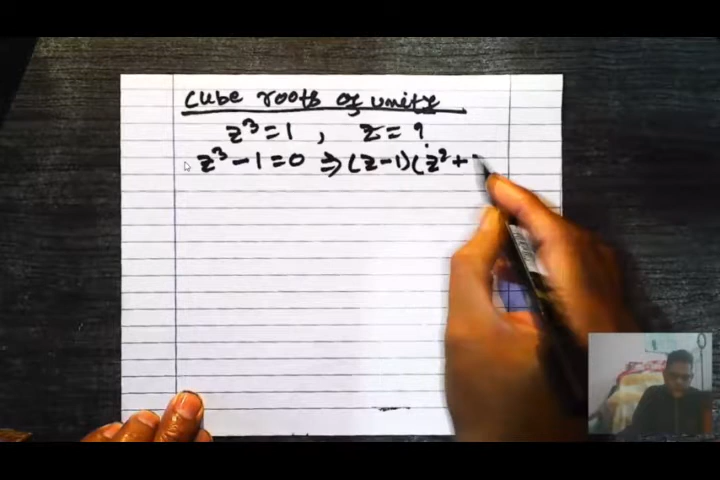 Cube roots of unity
z³ = 1 , z = ?
z³ - 1 = 0 ⇒ (z - 1)(z² +